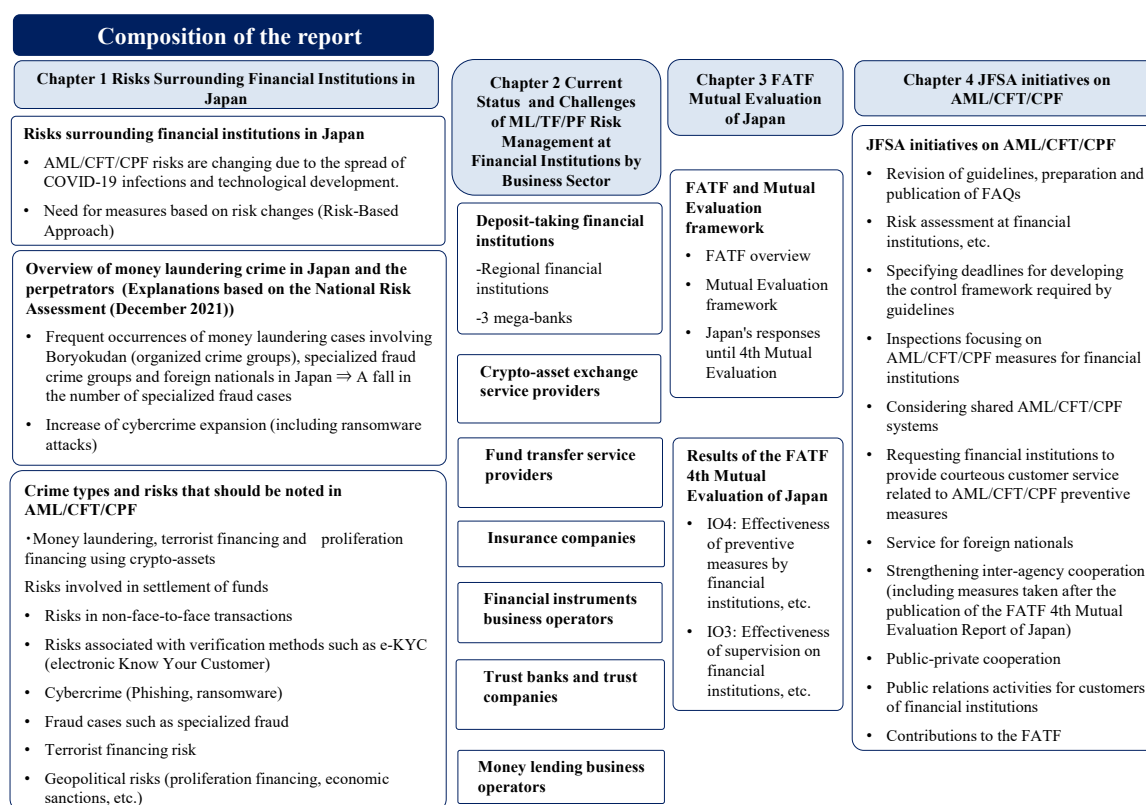 Composition of the report
Chapter 1 Risks Surrounding Financial Institutions in
Japan
Risks surrounding financial institutions in Japan
• AML/CFT/CPF risks are changing due to the spread of
COVID-19 infections and technological development.
• Need for measures based on risk changes (Risk-Based
Approach)
Overview of money laundering crime in Japan and the
perpetrators (Explanations based on the National Risk
Assessment (December 2021))
• Frequent occurrences of money laundering cases involving
Boryokudan (organized crime groups), specialized fraud
crime groups and foreign nationals in Japan ⇒ A fall in
the number of specialized fraud cases
• Increase of cybercrime expansion (including ransomware
attacks)
Crime types and risks that should be noted in
AML/CFT/CPF
・Money laundering, terrorist financing and proliferation
financing using crypto-assets
Risks involved in settlement of funds
• Risks in non-face-to-face transactions
• Risks associated with verification methods such as e-KYC
(electronic Know Your Customer)
• Cybercrime (Phishing, ransomware)
• Fraud cases such as specialized fraud
• Terrorist financing risk
• Geopolitical risks (proliferation financing, economic
sanctions, etc.)
Chapter 2 Current
Status and Challenges
of ML/TF/PF Risk
Management at
Financial Institutions by
Business Sector
Deposit-taking financial
institutions
-Regional financial
institutions
-3 mega-banks
Crypto-asset exchange
service providers
Fund transfer service
providers
Insurance companies
Financial instruments
business operators
Trust banks and trust
companies
Money lending business
operators
Chapter 3 FATF
Mutual Evaluation
of Japan
FATF and Mutual
Evaluation
framework
• FATF overview
• Mutual Evaluation
framework
• Japan's responses
until 4th Mutual
Evaluation
Results of the FATF
4th Mutual
Evaluation of Japan
• IO4: Effectiveness
of preventive
measures by
financial
institutions, etc.
• IO3: Effectiveness
of supervision on
financial
institutions, etc.
Chapter 4 JFSA initiatives on
AML/CFT/CPF
JFSA initiatives on AML/CFT/CPF
• Revision of guidelines, preparation and
publication of FAQs
• Risk assessment at financial
institutions, etc.
• Specifying deadlines for developing
the control framework required by
guidelines
• Inspections focusing on
AML/CFT/CPF measures for financial
institutions
• Considering shared AML/CFT/CPF
systems
• Requesting financial institutions to
provide courteous customer service
related to AML/CFT/CPF preventive
measures
• Service for foreign nationals
• Strengthening inter-agency cooperation
(including measures taken after the
publication of the FATF 4th Mutual
Evaluation Report of Japan)
• Public-private cooperation
• Public relations activities for customers
of financial institutions
• Contributions to the FATF